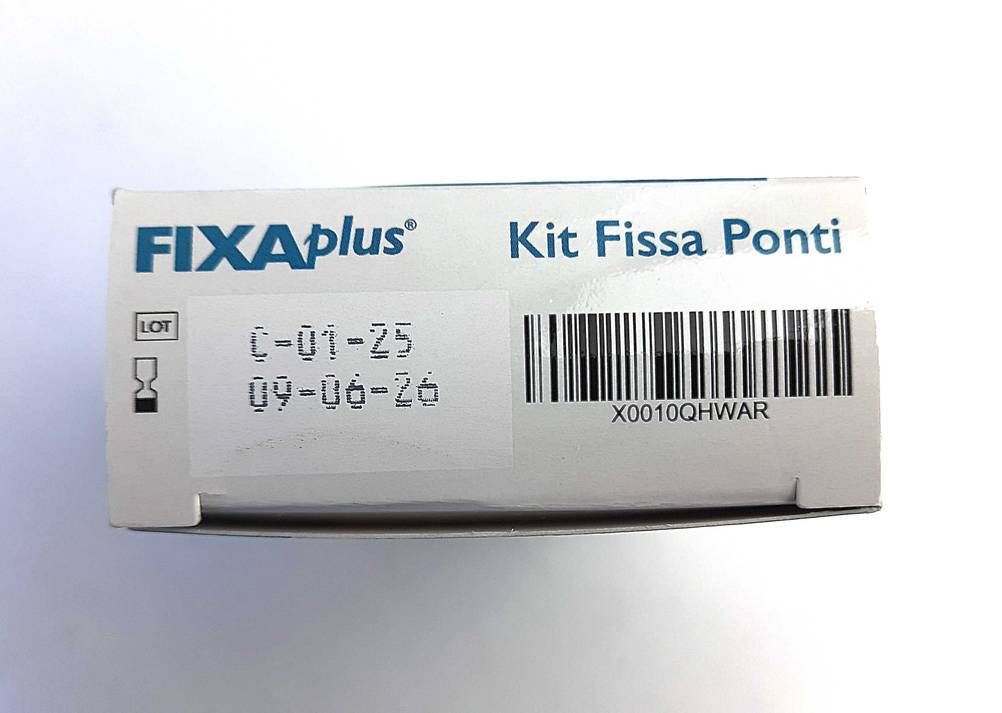 FIXAplus®
Kit Fissa Ponti
LOT
C-01-25
09-06-26
X0010QHWAR